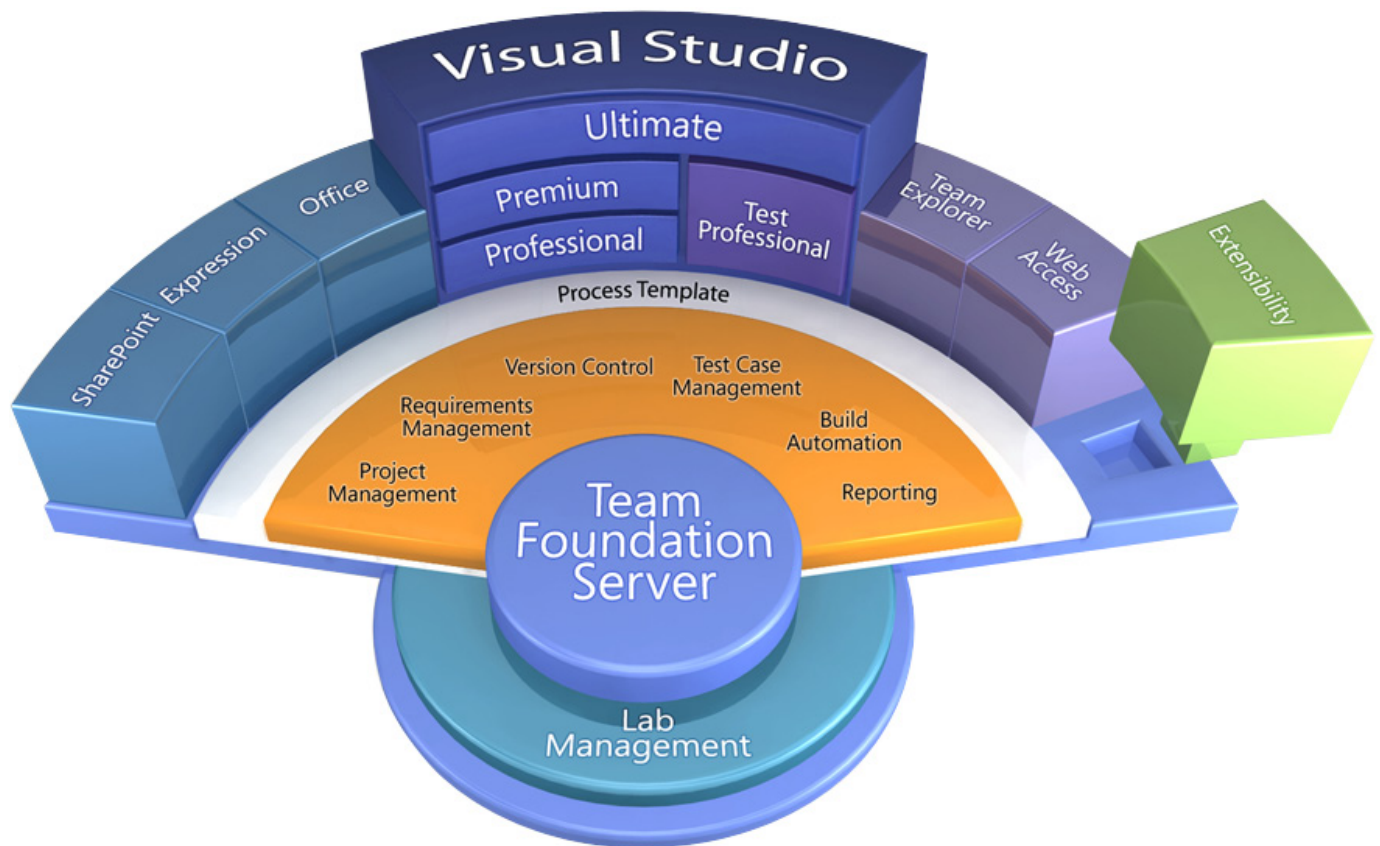 Visual Studio
Ultimate
Premium
Professional
Test
Professional
Office
Expression
SharePoint
Team
Explorer
Web
Access
Extensibility
Process Template
Version Control
Test Case
Management
Requirements
Management
Build
Automation
Project
Management
Reporting
Team
Foundation
Server
Lab
Management